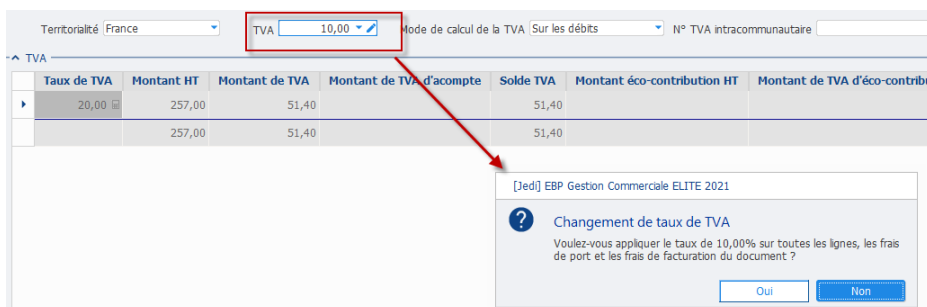 Territorialité France TVA 10,00 Mode de calcul de la TVA Sur les débits N° TVA intracommunautaire
TVA
Taux de TVA Montant HT Montant de TVA Montant de TVA d'acompte Solde TVA Montant éco-contribution HT Montant de TVA d'éco-contribu
20,00 257,00 51,40 51,40
257,00 51,40 51,40
[Jedi] EBP Gestion Commerciale ELITE 2021
Changement de taux de TVA
Voulez-vous appliquer le taux de 10,00% sur toutes les lignes, les frais
de port et les frais de facturation du document ?
Oui Non